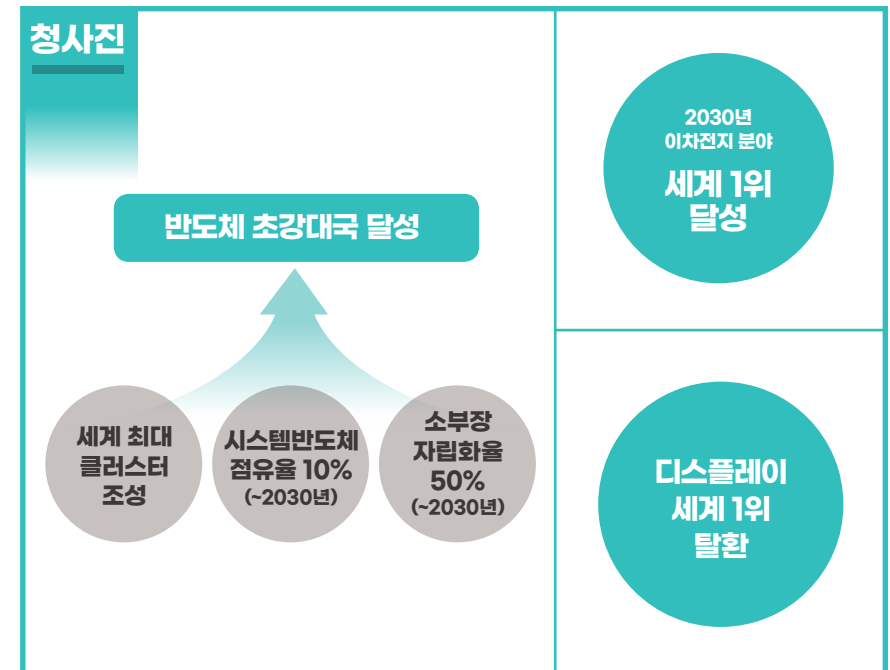 청사진
반도체 초강대국 달성
세계 최대
클러스터
조성
시스템반도체
점유율 10%
(~2030년)
소부장
자립화율
50%
(~2030년)
2030년
이차전지 분야
세계 1위
달성
디스플레이
세계 1위
탈환